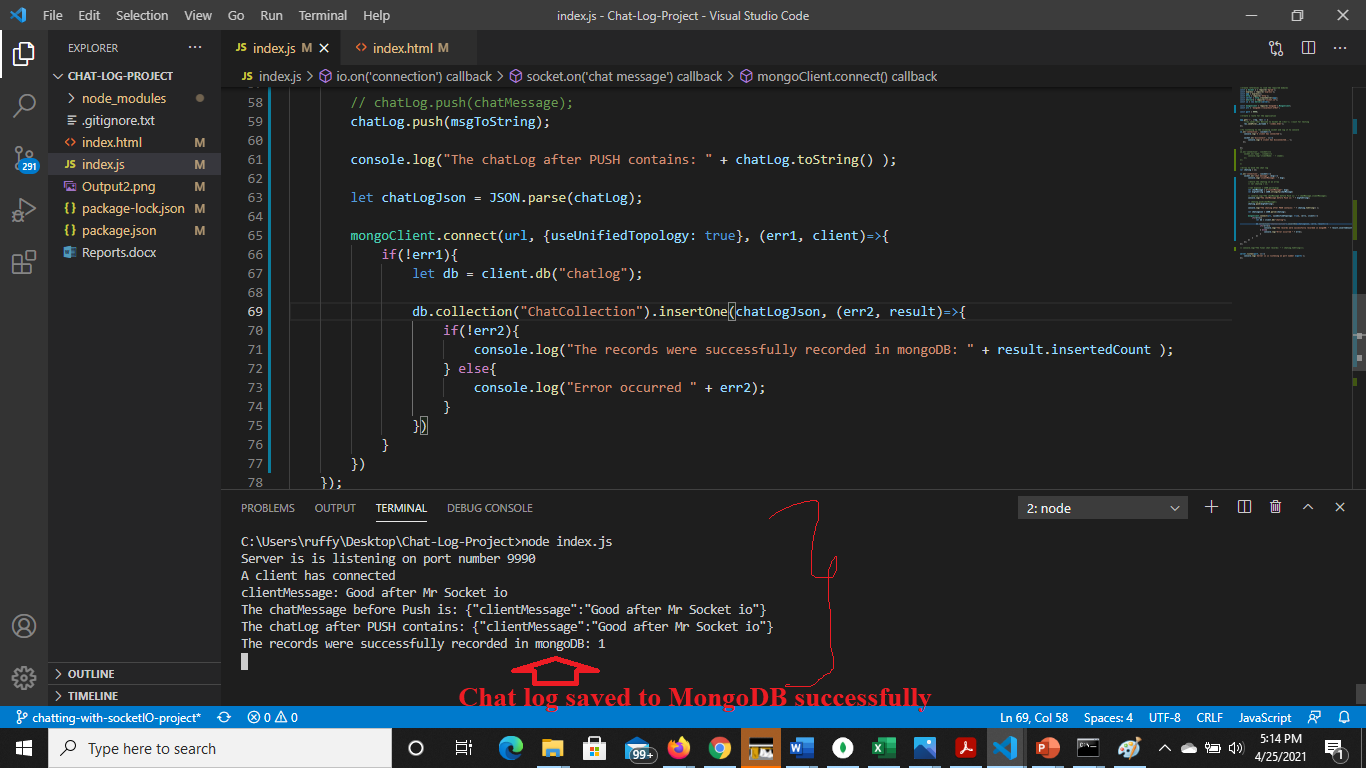 File Edit Selection View Go Run Terminal Help index.js - Chat-Log-Project - Visual Studio Code
EXPLORER ...
JS index.js M
<> index.html M
CHAT-LOG-PROJECT
node_modules
.gitignore.txt
<> index.html M
JS index.js M
Output2.png M
{} package-lock.json M
{} package.json M
Reports.docx
291
OUTLINE
TIMELINE
JS index.js > io.on('connection') callback > socket.on('chat message') callback > mongoClient.connect() callback
58 // chatLog.push(chatMessage);
59 chatLog.push(msgToString);
60
61 console.log("The chatLog after PUSH contains: " + chatLog.toString() );
62
63 let chatLogJson = JSON.parse(chatLog);
64
65 mongoClient.connect(url, {useUnifiedTopology: true}, (err1, client)=>{
66 if(!err1){
67 let db = client.db("chatlog");
68
69 db.collection("ChatCollection").insertOne(chatLogJson, (err2, result)=>{
70 if(!err2){
71 console.log("The records were successfully recorded in mongoDB: " + result.insertedCount );
72 } else{
73 console.log("Error occurred " + err2);
74 }
75 })
76 }
77 })
78 });
PROBLEMS OUTPUT TERMINAL DEBUG CONSOLE 2: node
C:\Users\ruffy\Desktop\Chat-Log-Project>node index.js
Server is is listening on port number 9990
A client has connected
clientMessage: Good after Mr Socket io
The chatMessage before Push is: {"clientMessage":"Good after Mr Socket io"}
The chatLog after PUSH contains: {"clientMessage":"Good after Mr Socket io"}
The records were successfully recorded in mongoDB: 1
Chat log saved to MongoDB successfully
chatting-with-socketIO-project* 0 0 Ln 69, Col 58 Spaces: 4 UTF-8 CRLF JavaScript
Type here to search
99+
5:14 PM
4/25/2021
1